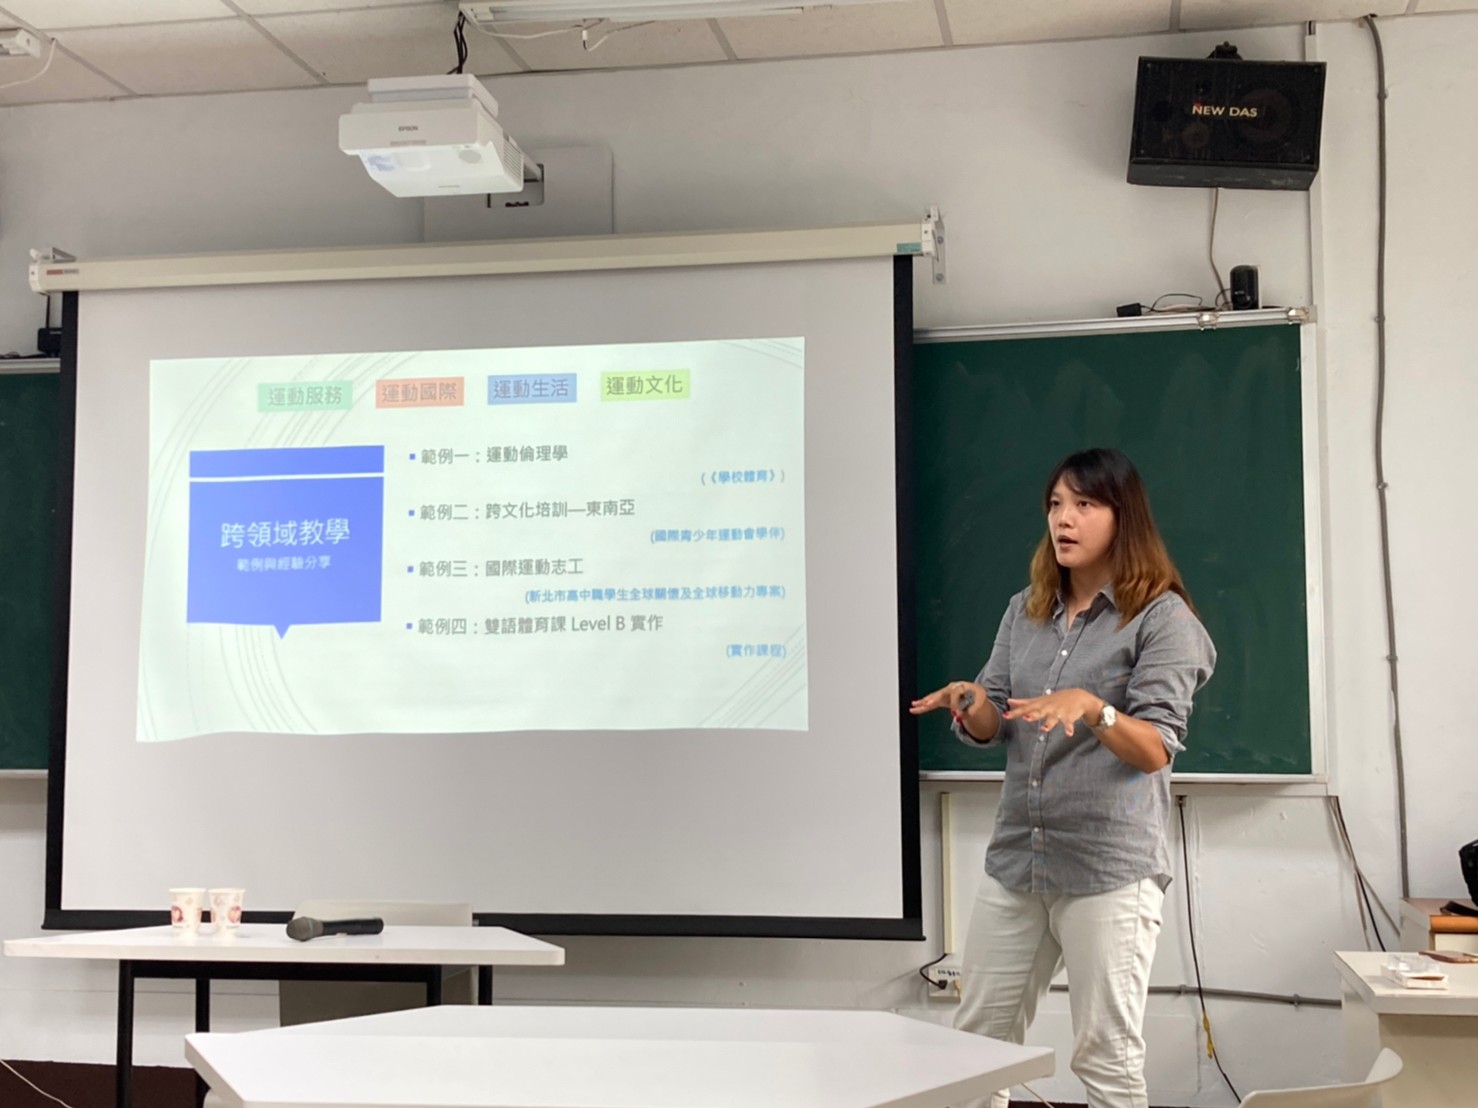 EPSON
NEW DAS
運動服務 運動國際 運動生活 運動文化
跨領域教學
範例與經驗分享
▪ 範例一：運動倫理學
(《學校體育》)
▪ 範例二：跨文化培訓—東南亞
(國際青少年運動會學伴)
▪ 範例三：國際運動志工
(新北市高中職學生全球關懷及全球移動力專案)
▪ 範例四：雙語體育課 Level B 實作
(實作課程)